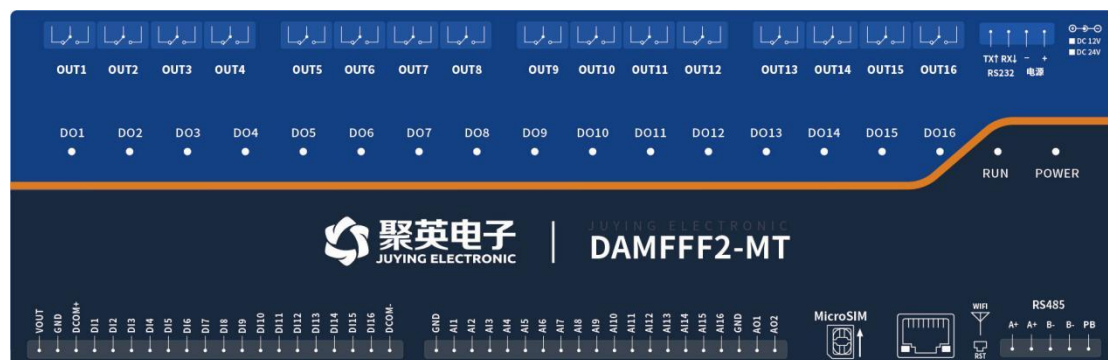 OUT1 OUT2 OUT3 OUT4 OUT5 OUT6 OUT7 OUT8 OUT9 OUT10 OUT11 OUT12 OUT13 OUT14 OUT15 OUT16
TX↑ RX↓ − +
RS232 电源
DC 12V
DC 24V
DO1 DO2 DO3 DO4 DO5 DO6 DO7 DO8 DO9 DO10 DO11 DO12 DO13 DO14 DO15 DO16
RUN POWER
聚英电子
JUYING ELECTRONIC
JUYING ELECTRONIC
DAMFFF2-MT
VOUT GND DCOM+ DI1 DI2 DI3 DI4 DI5 DI6 DI7 DI8 DI9 DI10 DI11 DI12 DI13 DI14 DI15 DI16 DCOM-
GND AI1 AI2 AI3 AI4 AI5 AI6 AI7 AI8 AI9 AI10 AI11 AI12 AI13 AI14 AI15 AI16 GND AO1 AO2
MicroSIM
WIFI
RST
RS485
A+ A+ B- B- PB